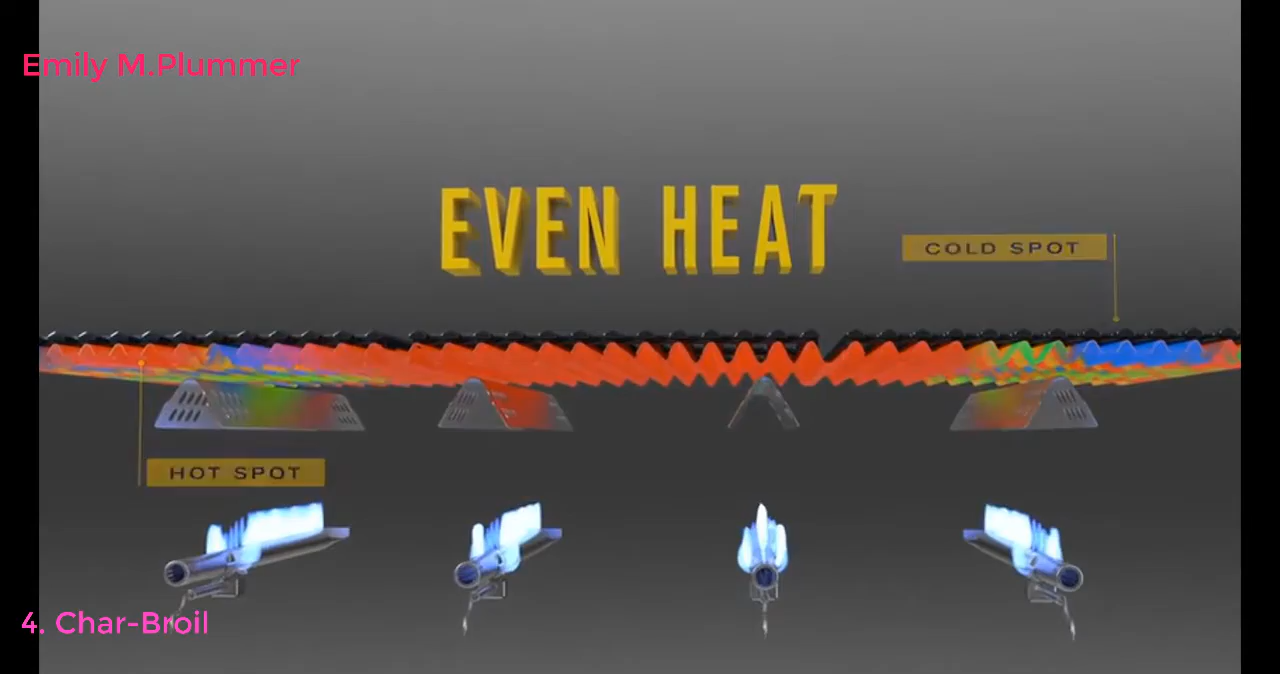 Emily M.Plummer
EVEN HEAT
COLD SPOT
HOT SPOT
4. Char-Broil